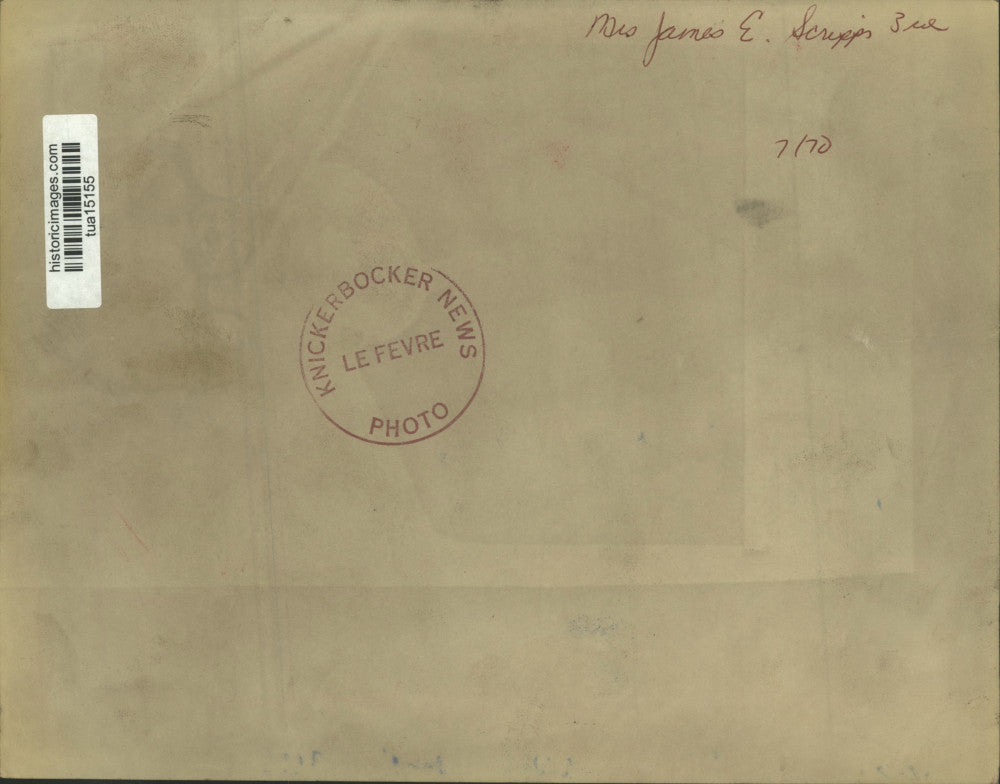 Mrs James E. Scripps 3rd
7/70
historicimages.com
tua15155
KNICKERBOCKER NEWS
LE FEVRE
PHOTO